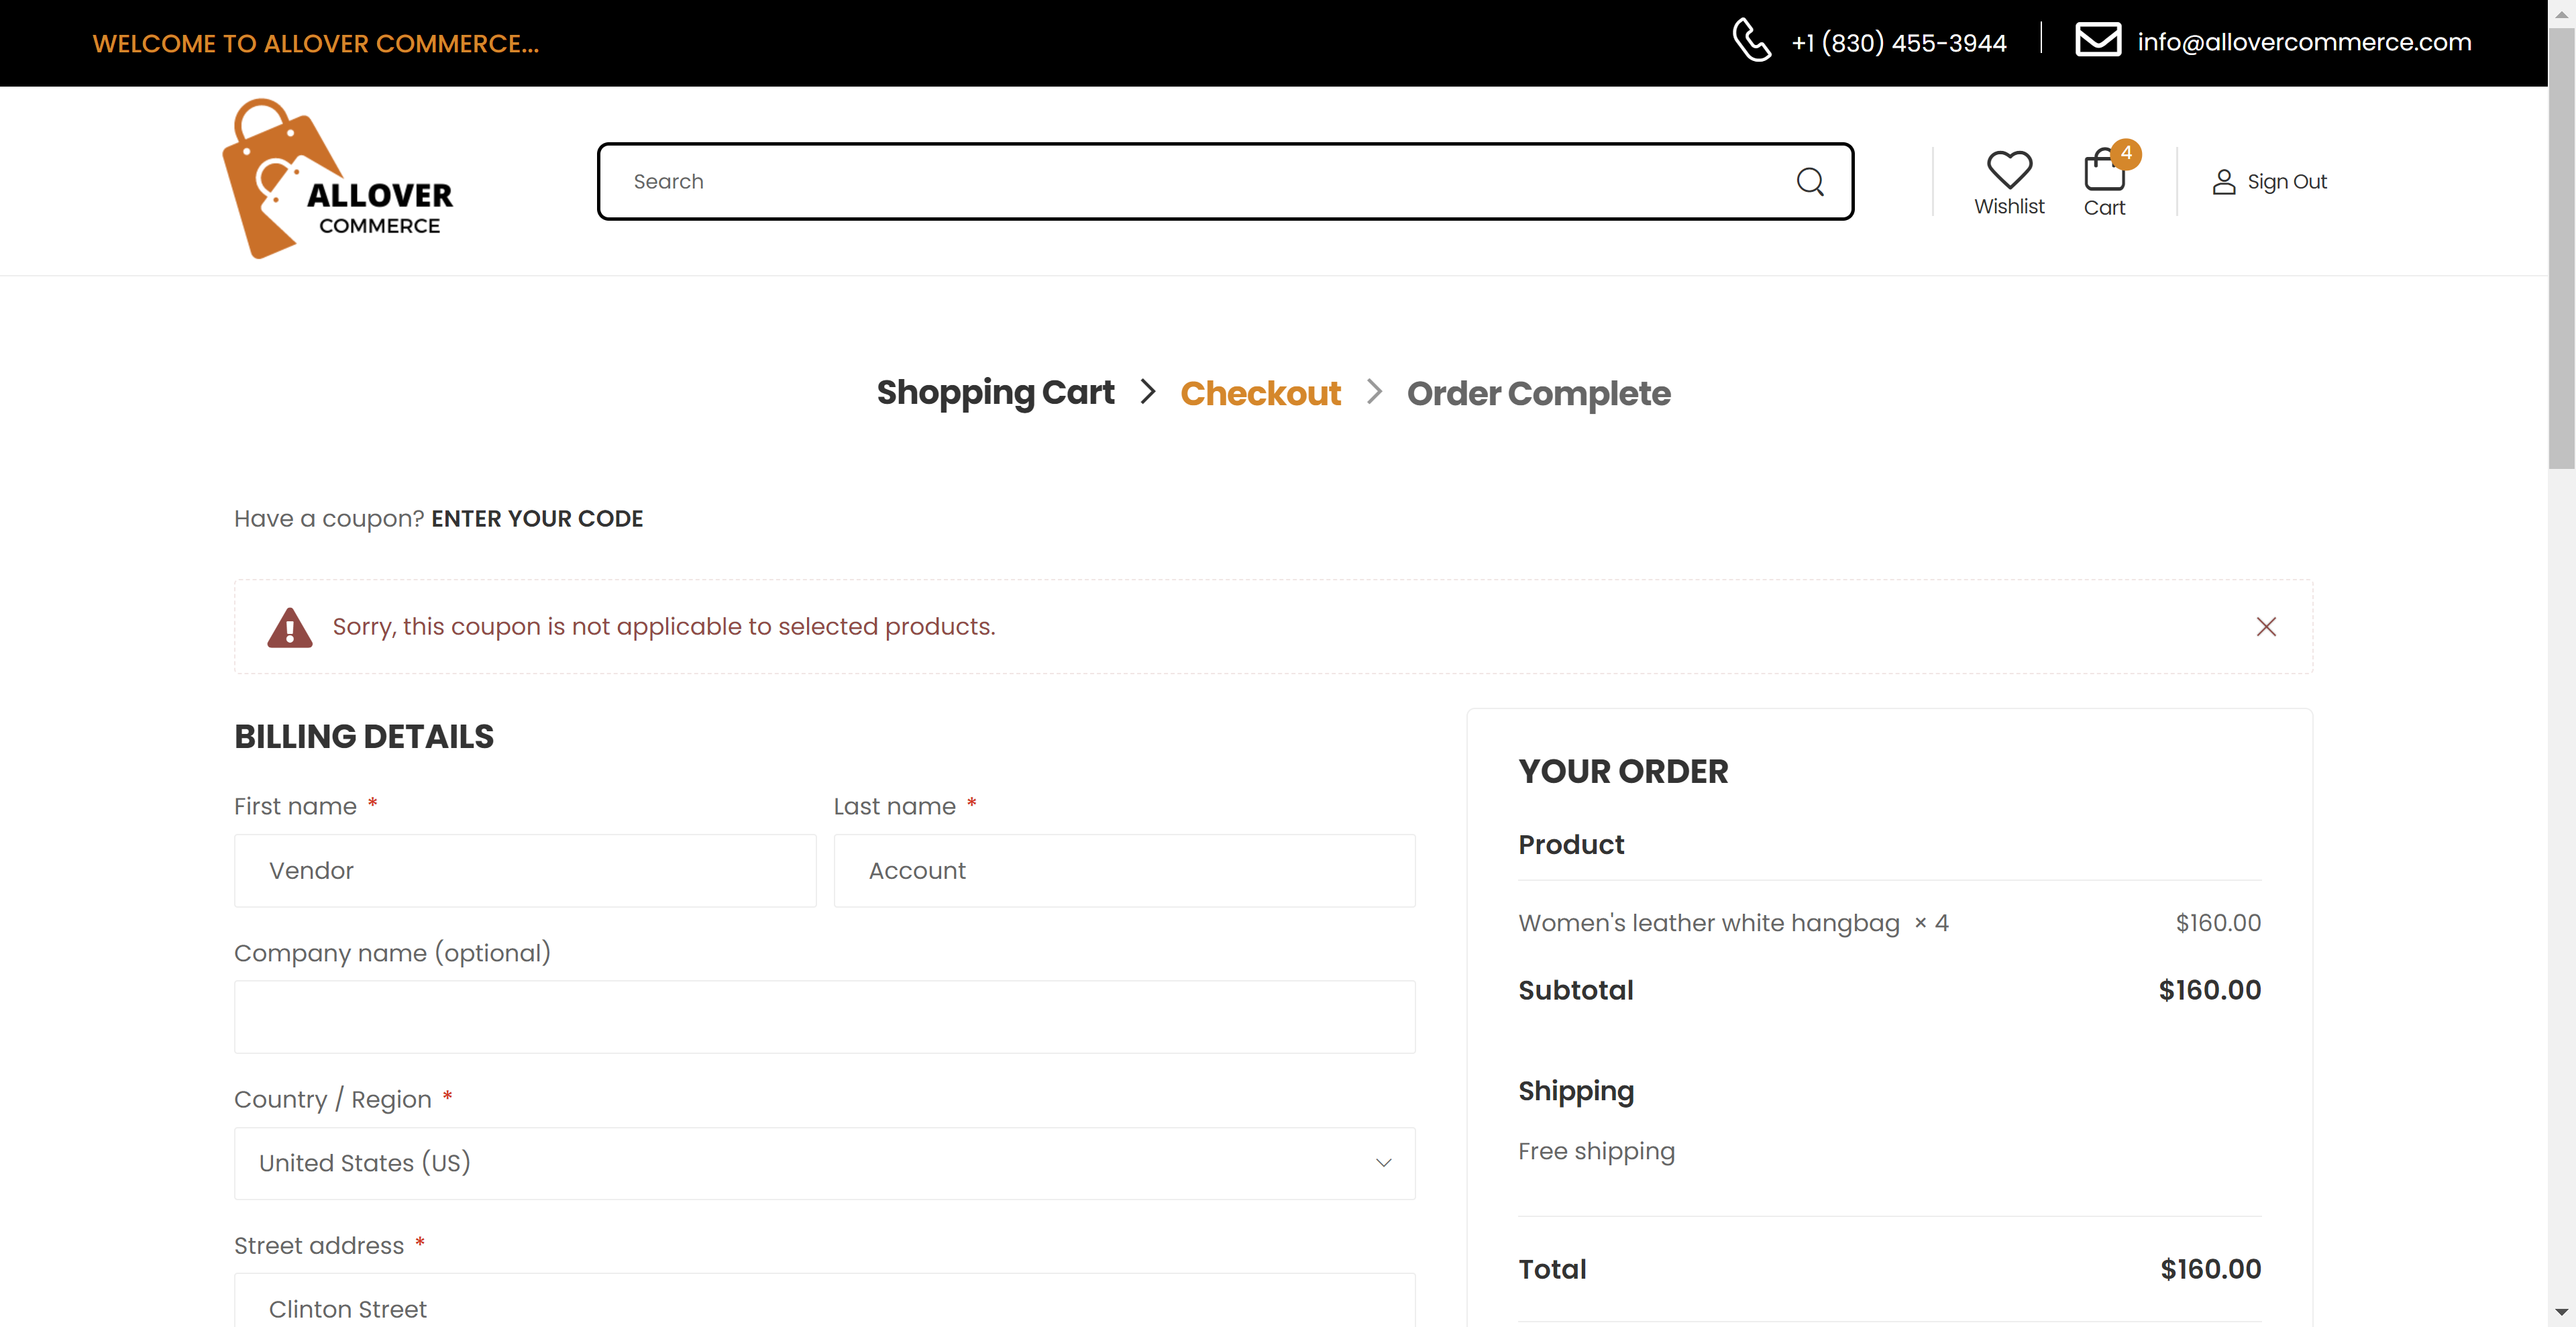 WELCOME TO ALLOVER COMMERCE...
+1 (830) 455-3944
info@allovercommerce.com
ALLOVER
COMMERCE
Search
Wishlist
4
Cart
Sign Out
Shopping Cart > Checkout > Order Complete
Have a coupon? ENTER YOUR CODE
Sorry, this coupon is not applicable to selected products.
BILLING DETAILS
First name *
Last name *
Vendor
Account
Company name (optional)
Country / Region *
United States (US)
Street address *
Clinton Street
YOUR ORDER
Product
Women's leather white hangbag × 4 $160.00
Subtotal $160.00
Shipping
Free shipping
Total $160.00